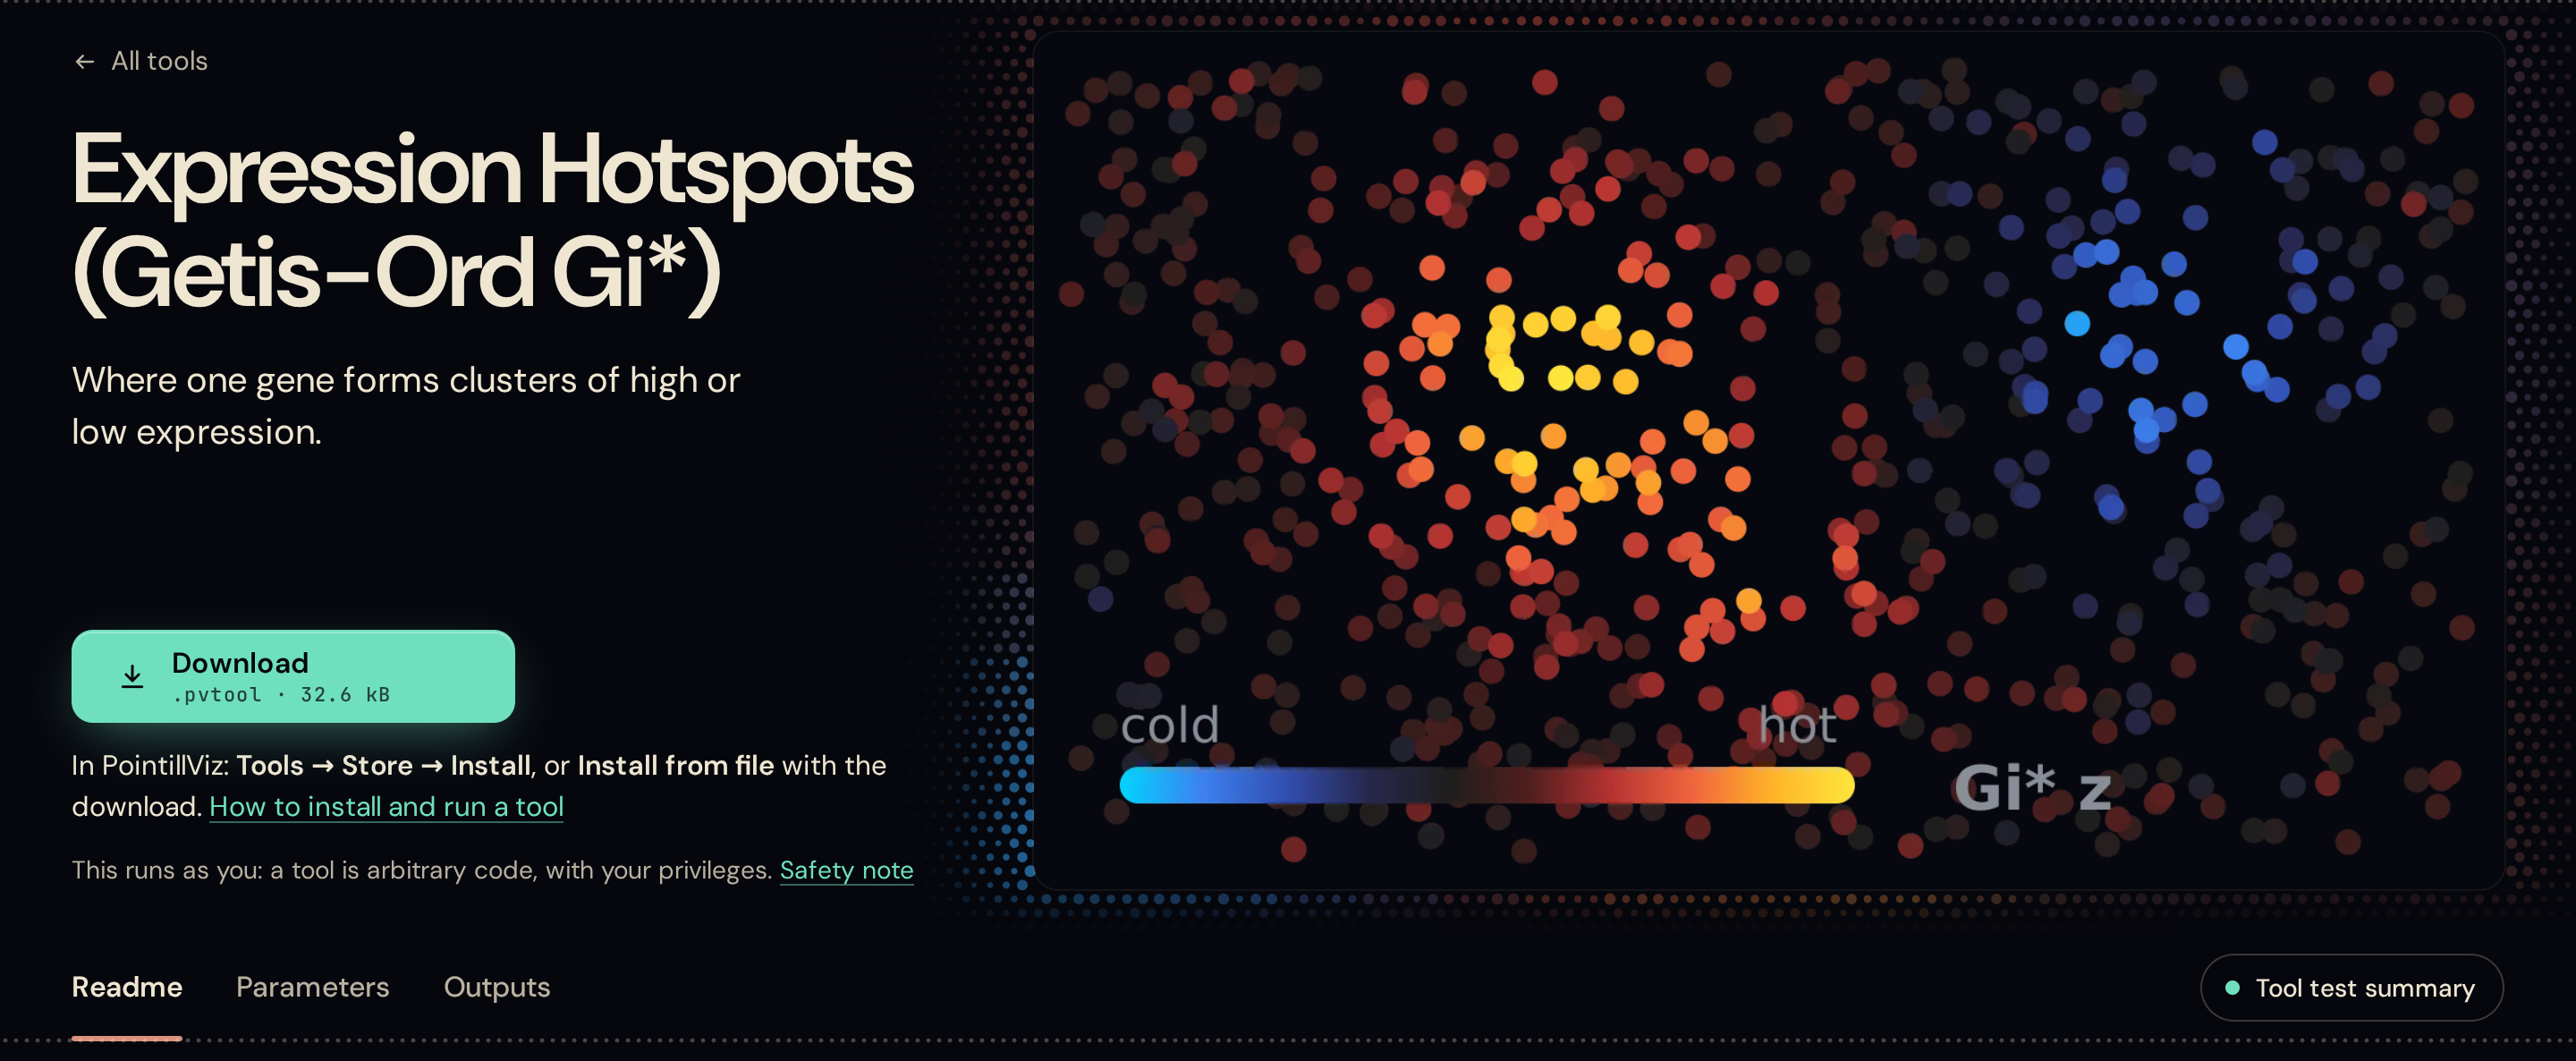 ← All tools
Expression Hotspots
(Getis–Ord Gi*)
Where one gene forms clusters of high or
low expression.
Download
.pvtool · 32.6 kB
In PointillViz: Tools → Store → Install, or Install from file with the
download. How to install and run a tool
This runs as you: a tool is arbitrary code, with your privileges. Safety note
cold hot
Gi* z
Readme Parameters Outputs
Tool test summary